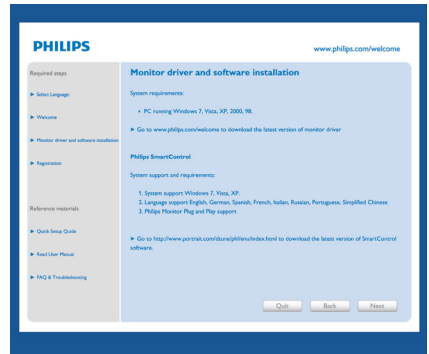 PHILIPS
www.philips.com/welcome
Required steps
► Select Language:
► Welcome
► Monitor driver and software installation
► Registration
Reference materials
► Quick Setup Guide
► Read User Manual
► FAQ & Troubleshooting
Monitor driver and software installation
System requirements:
• PC running Windows 7, Vista, XP, 2000, 98.
► Go to www.philips.com/welcome to download the latest version of monitor driver
Philips SmartControl
System support and requirements:
1. System support Windows 7, Vista, XP.
2. Language support English, German, Spanish, French, Italian, Russian, Portuguese, Simplified Chinese
3. Philips Monitor Plug and Play support
► Go to http://www.portrait.com/dtune/phl/enu/index.html to download the latest version of SmartControl
software.
Quit
Back
Next